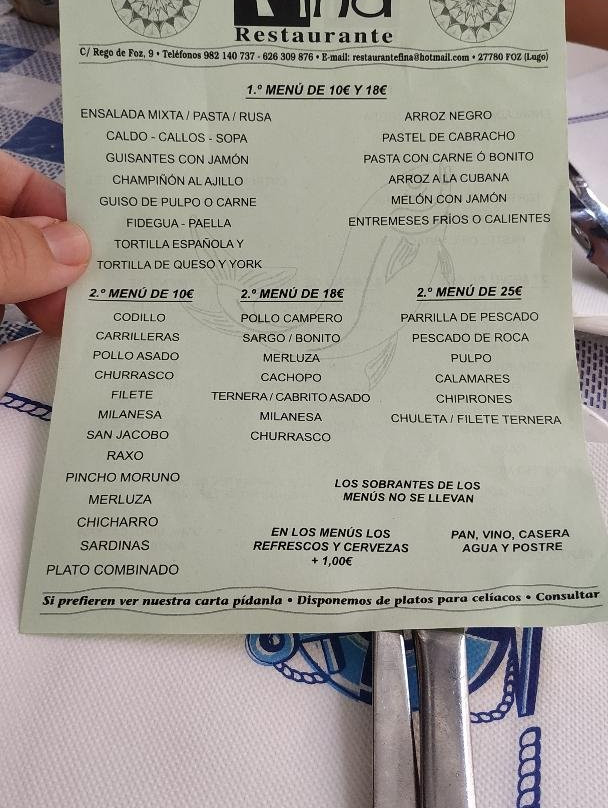 Fina
Restaurante
C/ Rego de Foz, 9 • Teléfonos 982 140 737 - 626 309 876 • E-mail: restaurantefina@hotmail.com • 27780 FOZ (Lugo)
1.º MENÚ DE 10€ Y 18€
ENSALADA MIXTA / PASTA / RUSA
CALDO - CALLOS - SOPA
GUISANTES CON JAMÓN
CHAMPIÑÓN AL AJILLO
GUISO DE PULPO O CARNE
FIDEGUA - PAELLA
TORTILLA ESPAÑOLA Y
TORTILLA DE QUESO Y YORK
ARROZ NEGRO
PASTEL DE CABRACHO
PASTA CON CARNE Ó BONITO
ARROZ A LA CUBANA
MELÓN CON JAMÓN
ENTREMESES FRÍOS O CALIENTES
2.º MENÚ DE 10€
CODILLO
CARRILLERAS
POLLO ASADO
CHURRASCO
FILETE
MILANESA
SAN JACOBO
RAXO
PINCHO MORUNO
MERLUZA
CHICHARRO
SARDINAS
PLATO COMBINADO
2.º MENÚ DE 18€
POLLO CAMPERO
SARGO / BONITO
MERLUZA
CACHOPO
TERNERA / CABRITO ASADO
MILANESA
CHURRASCO
2.º MENÚ DE 25€
PARRILLA DE PESCADO
PESCADO DE ROCA
PULPO
CALAMARES
CHIPIRONES
CHULETA / FILETE TERNERA
LOS SOBRANTES DE LOS
MENÚS NO SE LLEVAN
EN LOS MENÚS LOS
REFRESCOS Y CERVEZAS
+ 1,00€
PAN, VINO, CASERA
AGUA Y POSTRE
Si prefieren ver nuestra carta pídanla • Disponemos de platos para celíacos • Consultar